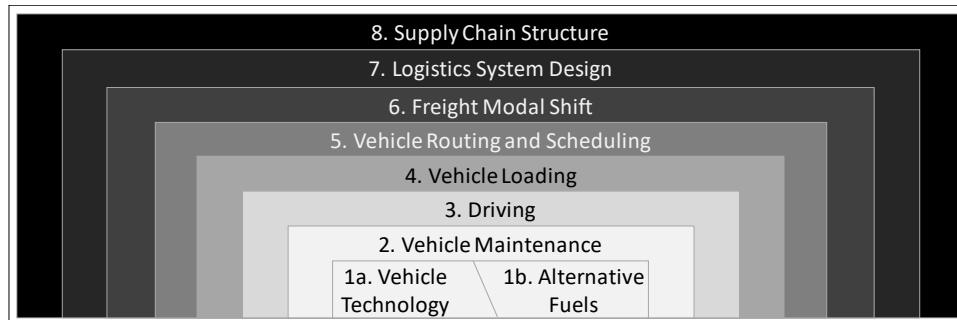 8. Supply Chain Structure
7. Logistics System Design
6. Freight Modal Shift
5. Vehicle Routing and Scheduling
4. Vehicle Loading
3. Driving
2. Vehicle Maintenance
1a. Vehicle
Technology
1b. Alternative
Fuels